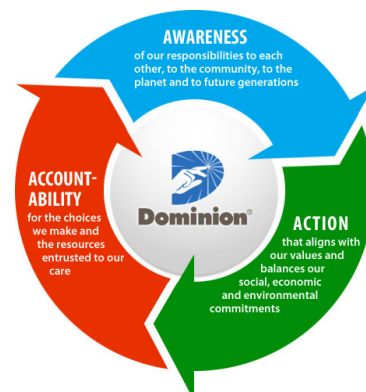 AWARENESS
of our responsibilities to each
other, to the community, to the
planet and to future generations
ACCOUNT-
ABILITY
for the choices
we make and
the resources
entrusted to our
care
Dominion®
ACTION
that aligns with
our values and
balances our
social, economic
and environmental
commitments